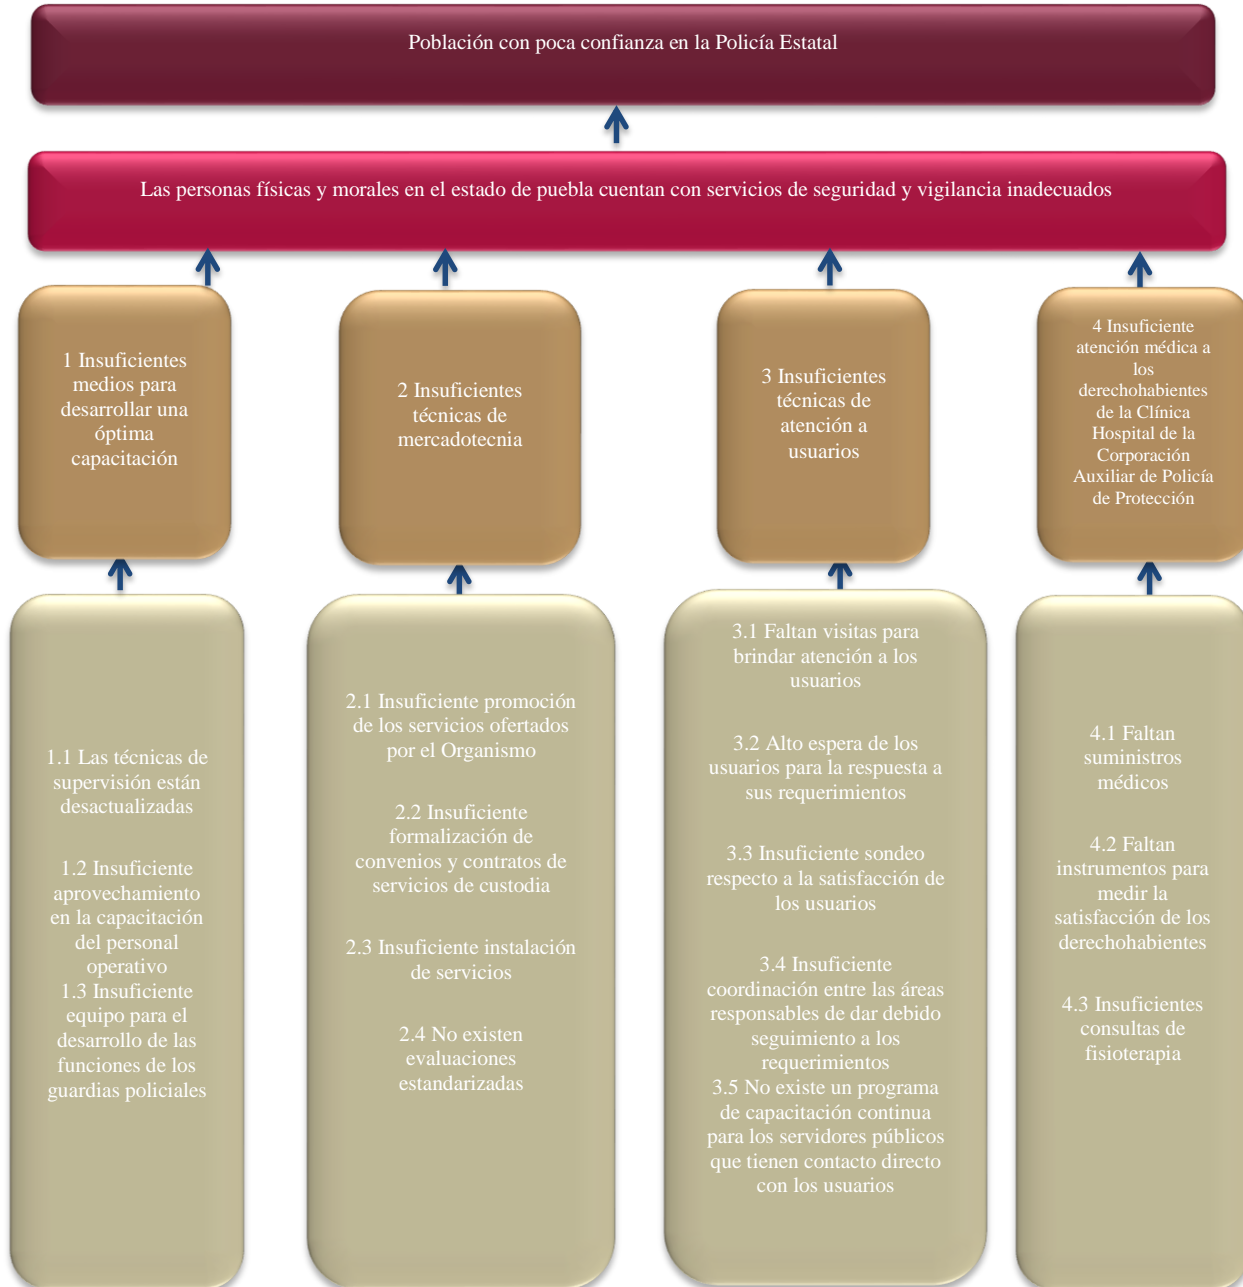 Población con poca confianza en la Policía Estatal
Las personas físicas y morales en el estado de puebla cuentan con servicios de seguridad y vigilancia inadecuados
1 Insuficientes
medios para
desarrollar una
óptima
capacitación
2 Insuficientes
técnicas de
mercadotecnia
3 Insuficientes
técnicas de
atención a
usuarios
4 Insuficiente
atención médica a
los
derechohabientes
de la Clínica
Hospital de la
Corporación
Auxiliar de Policía
de Protección
1.1 Las técnicas de
supervisión están
desactualizadas
1.2 Insuficiente
aprovechamiento
en la capacitación
del personal
operativo
1.3 Insuficiente
equipo para el
desarrollo de las
funciones de los
guardias policiales
2.1 Insuficiente promoción
de los servicios ofertados
por el Organismo
2.2 Insuficiente
formalización de
convenios y contratos de
servicios de custodia
2.3 Insuficiente instalación
de servicios
2.4 No existen
evaluaciones
estandarizadas
3.1 Faltan visitas para
brindar atención a los
usuarios
3.2 Alto espera de los
usuarios para la respuesta a
sus requerimientos
3.3 Insuficiente sondeo
respecto a la satisfacción de
los usuarios
3.4 Insuficiente
coordinación entre las áreas
responsables de dar debido
seguimiento a los
requerimientos
3.5 No existe un programa
de capacitación continua
para los servidores públicos
que tienen contacto directo
con los usuarios
4.1 Faltan
suministros
médicos
4.2 Faltan
instrumentos para
medir la
satisfacción de los
derechohabientes
4.3 Insuficientes
consultas de
fisioterapia